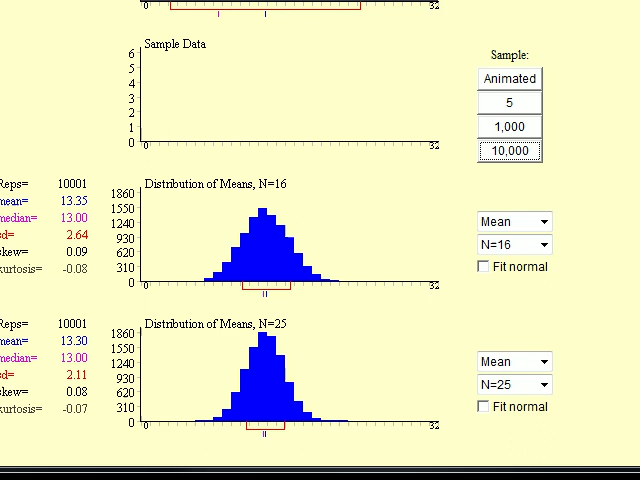 0 32
Sample Data
6
5
4
3
2
1
0
0 32
Sample:
Animated
5
1,000
10,000
Reps= 10001
mean= 13.35
median= 13.00
sd= 2.64
skew= 0.09
kurtosis= -0.08
Distribution of Means, N=16
1860
1550
1240
930
620
310
0
0 32
Mean
N=16
Fit normal
Reps= 10001
mean= 13.30
median= 13.00
sd= 2.11
skew= 0.08
kurtosis= -0.07
Distribution of Means, N=25
1860
1550
1240
930
620
310
0
0 32
Mean
N=25
Fit normal